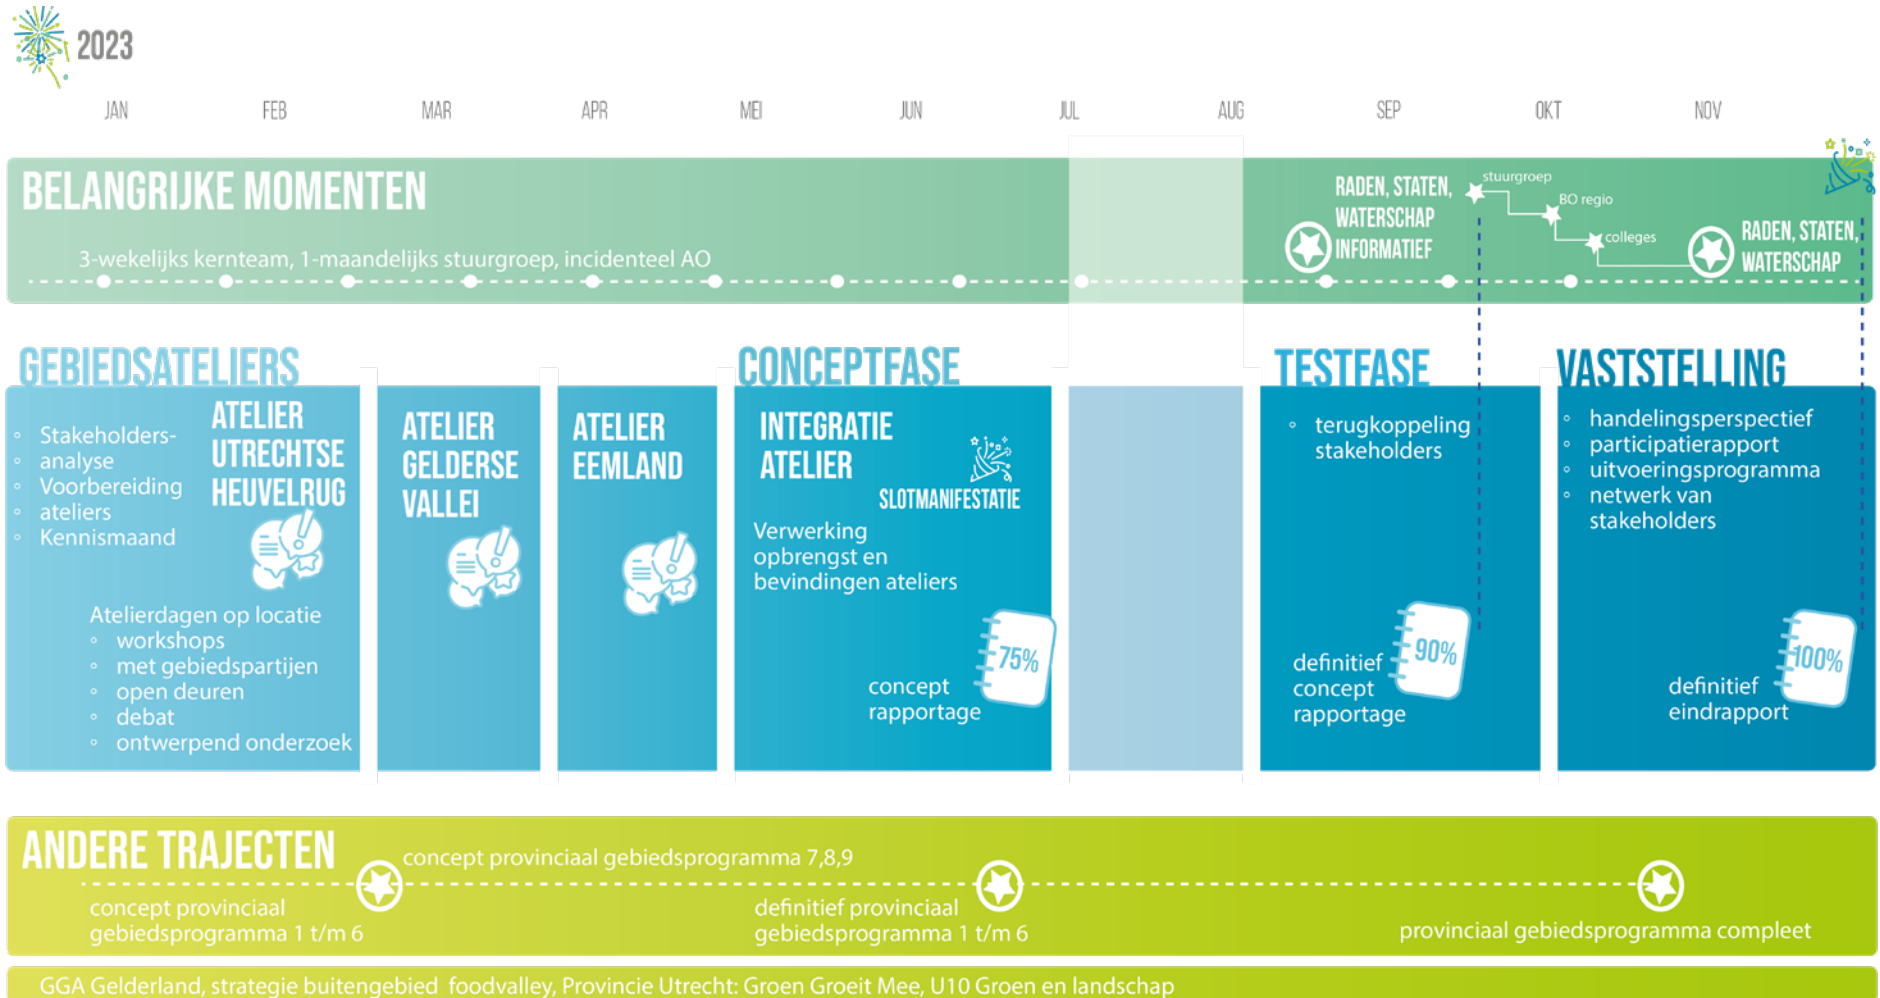 2023
JAN FEB MAR APR MEI JUN JUL AUG SEP OKT NOV
BELANGRIJKE MOMENTEN
3-wekelijks kernteam, 1-maandelijks stuurgroep, incidenteel AO
RADEN, STATEN,
WATERSCHAP
INFORMATIEF
stuurgroep
BO regio
colleges
RADEN, STATEN,
WATERSCHAP
GEBIEDSATELIERS
Stakeholders-
analyse
Voorbereiding
ateliers
Kennismaand
ATELIER
UTRECHTSE
HEUVELRUG
Atelierdagen op locatie
workshops
met gebiedspartijen
open deuren
debat
ontwerpend onderzoek
ATELIER
GELDERSE
VALLEI
ATELIER
EEMLAND
CONCEPTFASE
INTEGRATIE
ATELIER
SLOTMANIFESTATIE
Verwerking
opbrengst en
bevindingen ateliers
concept
rapportage
75%
TESTFASE
terugkoppeling
stakeholders
definitief
concept
rapportage
90%
VASTSTELLING
handelingsperspectief
participatierapport
uitvoeringsprogramma
netwerk van
stakeholders
definitief
eindrapport
100%
ANDERE TRAJECTEN
concept provinciaal gebiedsprogramma 7,8,9
concept provinciaal
gebiedsprogramma 1 t/m 6
definitief provinciaal
gebiedsprogramma 1 t/m 6
provinciaal gebiedsprogramma compleet
GGA Gelderland, strategie buitengebied foodvalley, Provincie Utrecht: Groen Groeit Mee, U10 Groen en landschap